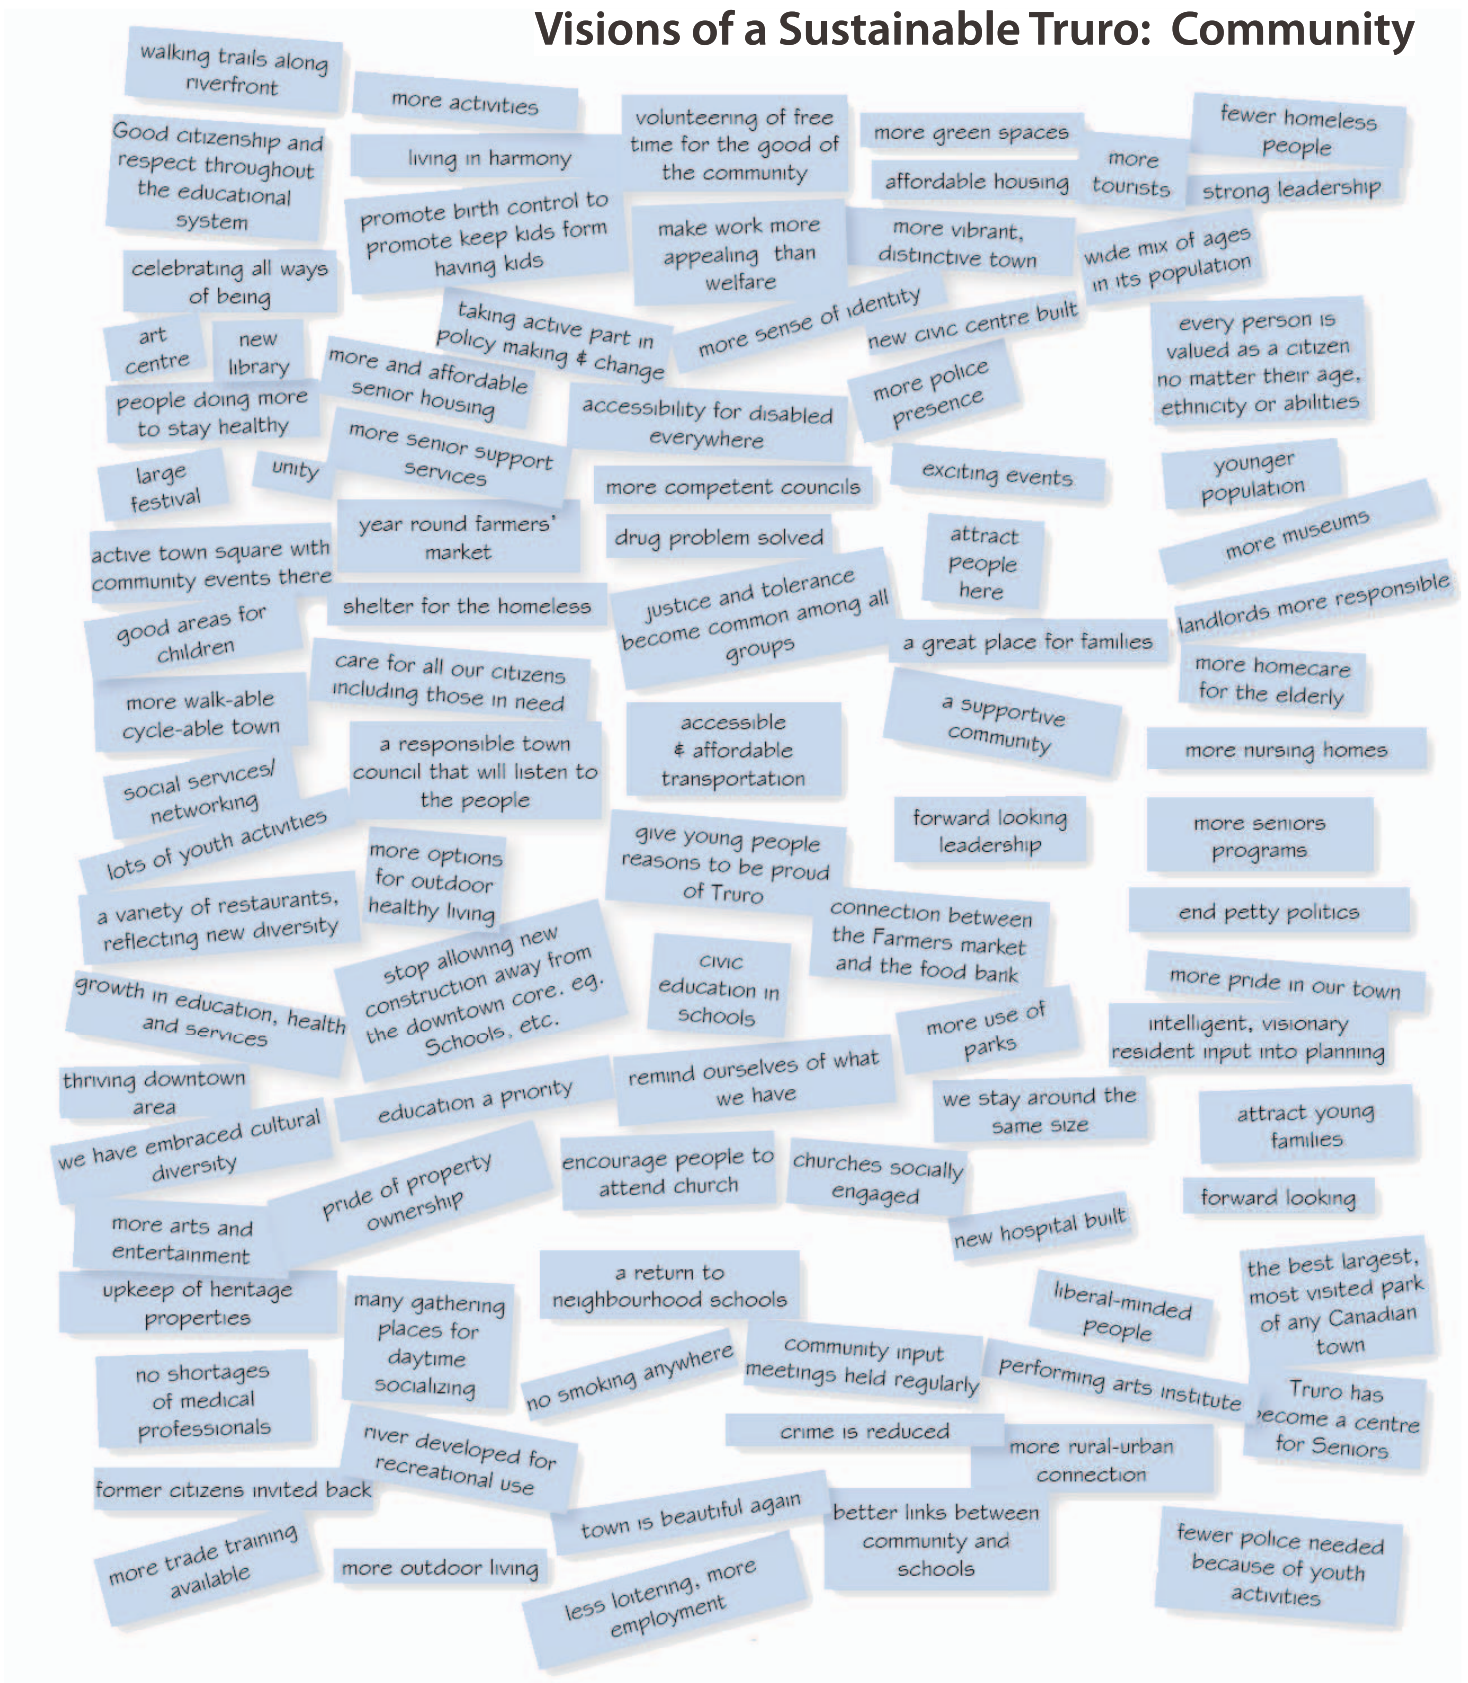 Visions of a Sustainable Truro: Community
walking trails along
riverfront
more activities
volunteering of free
time for the good of
the community
more green spaces
fewer homeless
people
Good citizenship and
respect throughout
the educational
system
living in harmony
more
tourists
affordable housing
strong leadership
promote birth control to
promote keep kids form
having kids
make work more
appealing than
welfare
more vibrant,
distinctive town
wide mix of ages
in its population
celebrating all ways
of being
taking active part in
policy making & change
more sense of identity
new civic centre built
every person is
valued as a citizen
no matter their age,
ethnicity or abilities
art
centre
new
library
more and affordable
senior housing
more police
presence
people doing more
to stay healthy
accessibility for disabled
everywhere
more senior support
services
large
festival
unity
more competent councils
exciting events
younger
population
year round farmers'
market
drug problem solved
attract
people
here
more museums
active town square with
community events there
shelter for the homeless
justice and tolerance
become common among all
groups
landlords more responsible
good areas for
children
a great place for families
care for all our citizens
including those in need
more homecare
for the elderly
more walk-able
cycle-able town
accessible
& affordable
transportation
a supportive
community
a responsible town
council that will listen to
the people
more nursing homes
social services/
networking
lots of youth activities
forward looking
leadership
more seniors
programs
more options
for outdoor
healthy living
give young people
reasons to be proud
of Truro
a variety of restaurants,
reflecting new diversity
connection between
the Farmers market
and the food bank
end petty politics
stop allowing new
construction away from
the downtown core. eg.
Schools, etc.
civic
education in
schools
more pride in our town
growth in education, health
and services
more use of
parks
intelligent, visionary
resident input into planning
thriving downtown
area
education a priority
remind ourselves of what
we have
we stay around the
same size
attract young
families
we have embraced cultural
diversity
pride of property
ownership
encourage people to
attend church
churches socially
engaged
forward looking
more arts and
entertainment
new hospital built
upkeep of heritage
properties
many gathering
places for
daytime
socializing
a return to
neighbourhood schools
liberal-minded
people
the best largest,
most visited park
of any Canadian
town
no shortages
of medical
professionals
no smoking anywhere
community input
meetings held regularly
performing arts institute
Truro has
become a centre
for Seniors
river developed for
recreational use
crime is reduced
more rural-urban
connection
former citizens invited back
town is beautiful again
better links between
community and
schools
fewer police needed
because of youth
activities
more trade training
available
more outdoor living
less loitering, more
employment